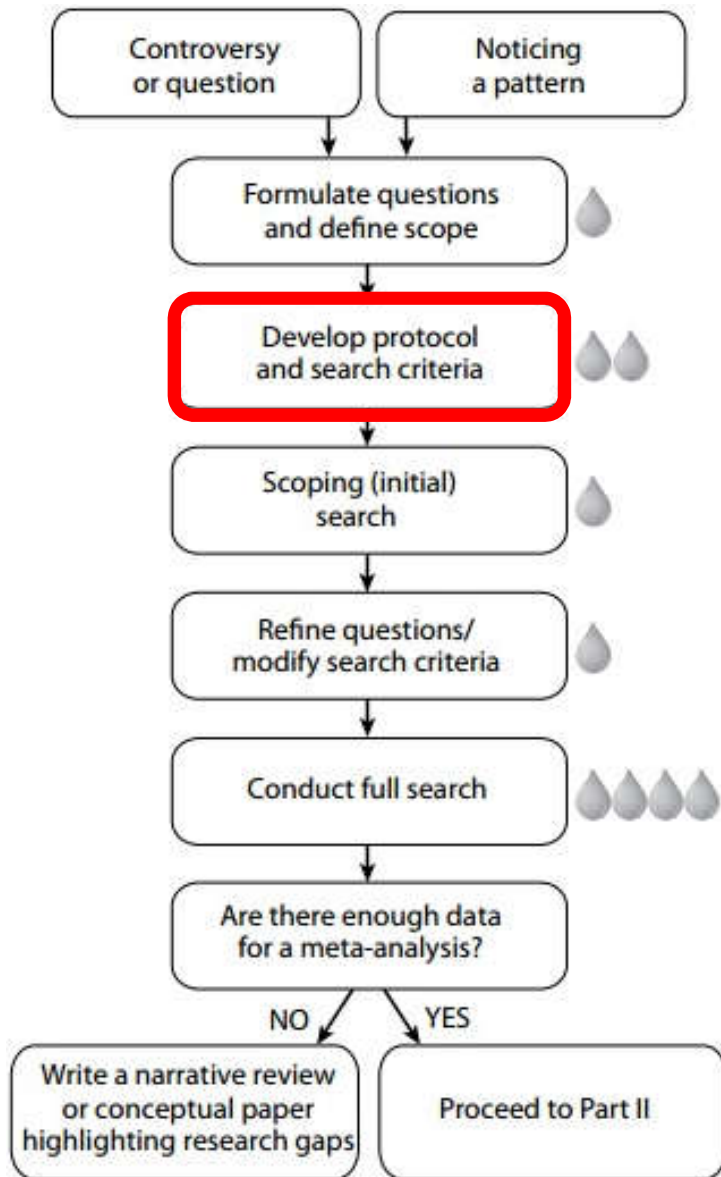 Controversy
or question
Noticing
a pattern
Formulate questions
and define scope
Develop protocol
and search criteria
Scoping (initial)
search
Refine questions/
modify search criteria
Conduct full search
Are there enough data
for a meta-analysis?
NO
YES
Write a narrative review
or conceptual paper
highlighting research gaps
Proceed to Part II